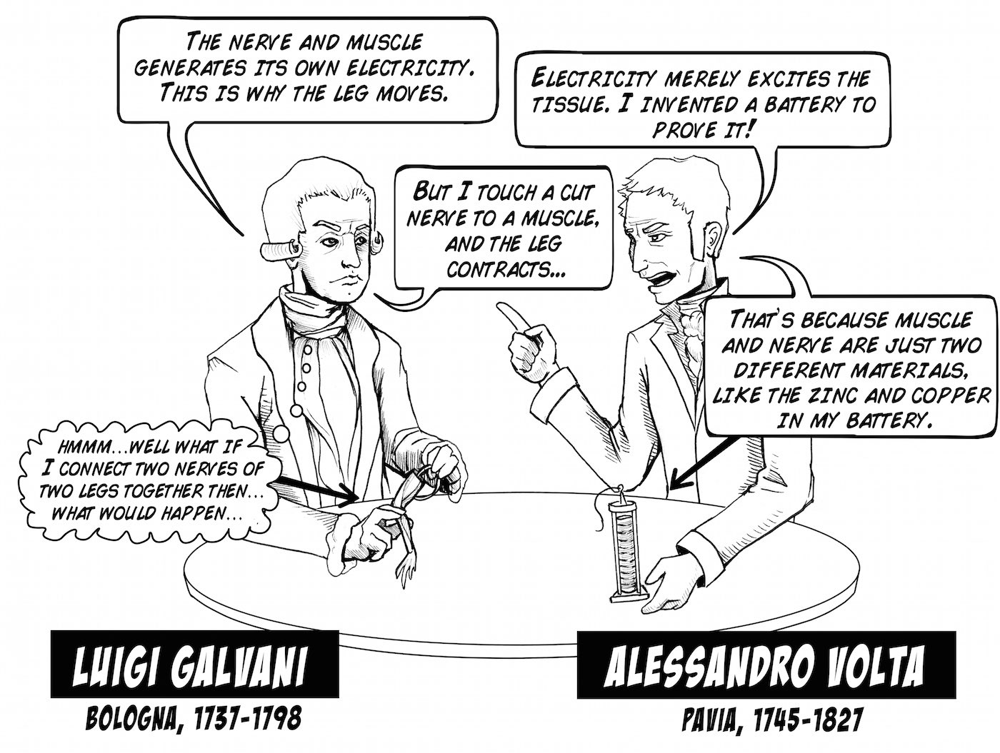 THE NERVE AND MUSCLE
GENERATES ITS OWN ELECTRICITY.
THIS IS WHY THE LEG MOVES.
ELECTRICITY MERELY EXCITES THE
TISSUE. I INVENTED A BATTERY TO
PROVE IT!
BUT I TOUCH A CUT
NERVE TO A MUSCLE,
AND THE LEG
CONTRACTS...
THAT'S BECAUSE MUSCLE
AND NERVE ARE JUST TWO
DIFFERENT MATERIALS,
LIKE THE ZINC AND COPPER
IN MY BATTERY.
HMMM...WELL WHAT IF
I CONNECT TWO NERVES OF
TWO LEGS TOGETHER THEN...
WHAT WOULD HAPPEN...
LUIGI GALVANI
BOLOGNA, 1737-1798
ALESSANDRO VOLTA
PAVIA, 1745-1827